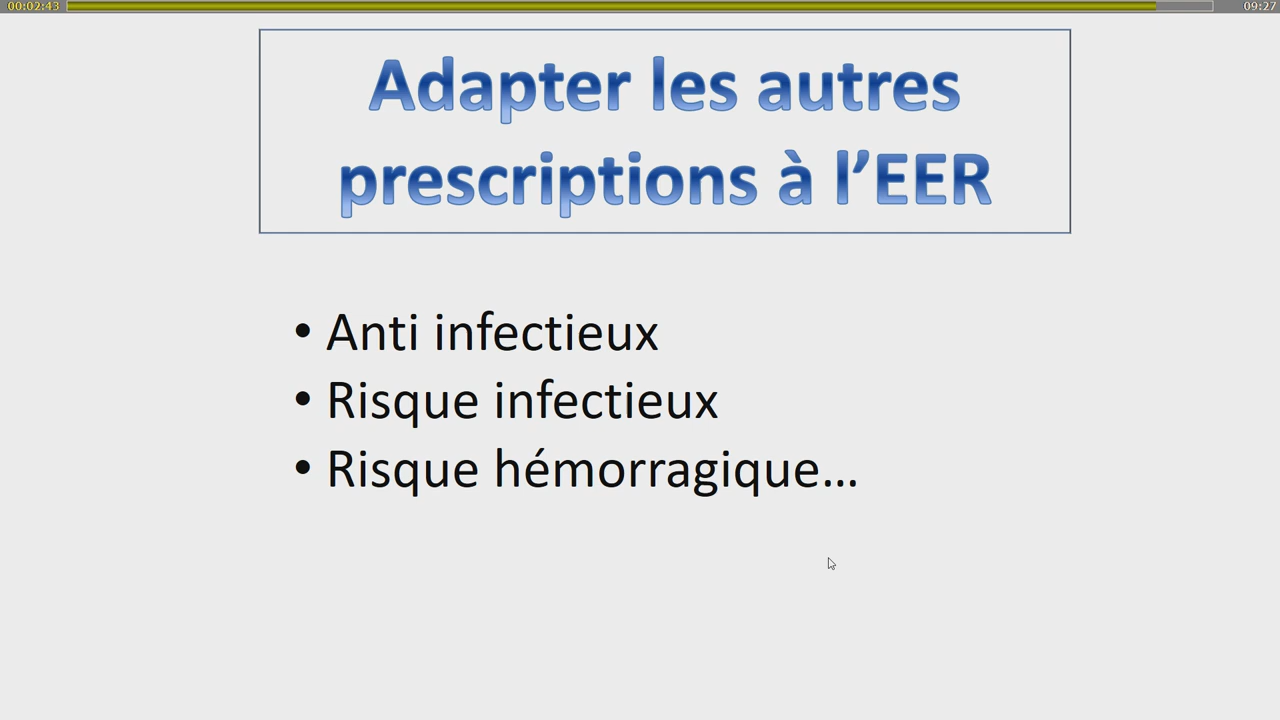 00:02:43
09:27
Adapter les autres
prescriptions à l’EER
• Anti infectieux
• Risque infectieux
• Risque hémorragique...